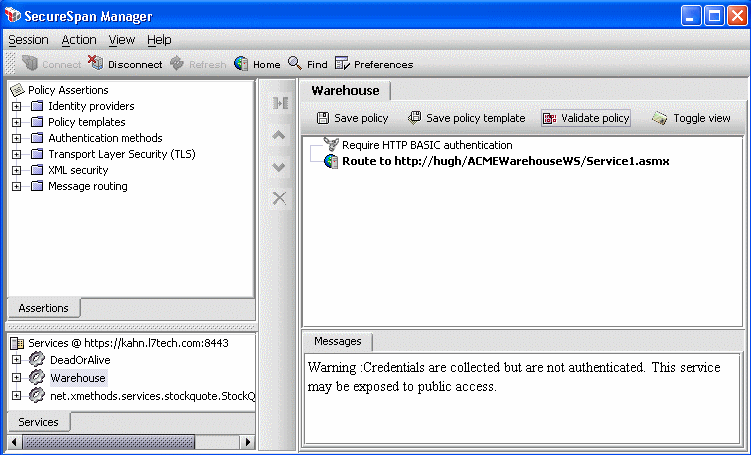 SecureSpan Manager
Session Action View Help
Connect Disconnect Refresh Home Find Preferences
Policy Assertions
Identity providers
Policy templates
Authentication methods
Transport Layer Security (TLS)
XML security
Message routing
Assertions
Services @ https://kahn.l7tech.com:8443
DeadOrAlive
Warehouse
net.xmethods.services.stockquote.StockQ
Services
Warehouse
Save policy Save policy template Validate policy Toggle view
Require HTTP BASIC authentication
Route to http://hugh/ACMEWarehouseWS/Service1.asmx
Messages
Warning :Credentials are collected but are not authenticated. This service
may be exposed to public access.